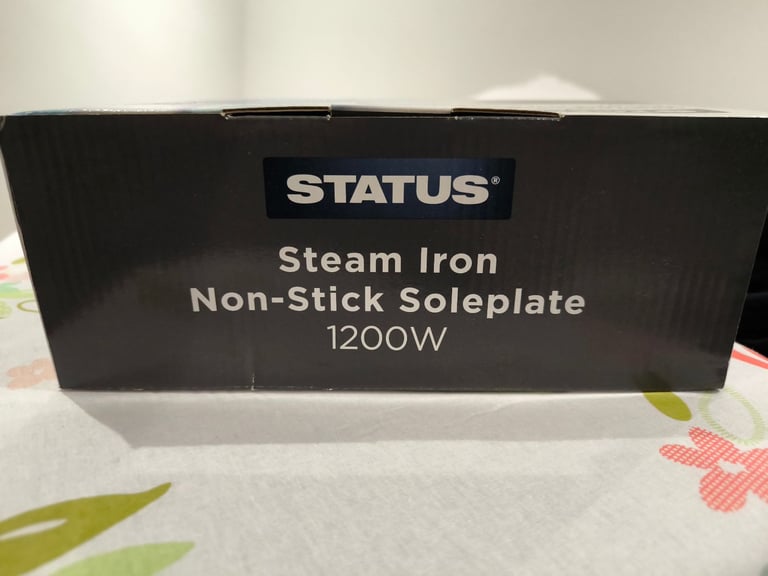 STATUS®
Steam Iron
Non-Stick Soleplate
1200W